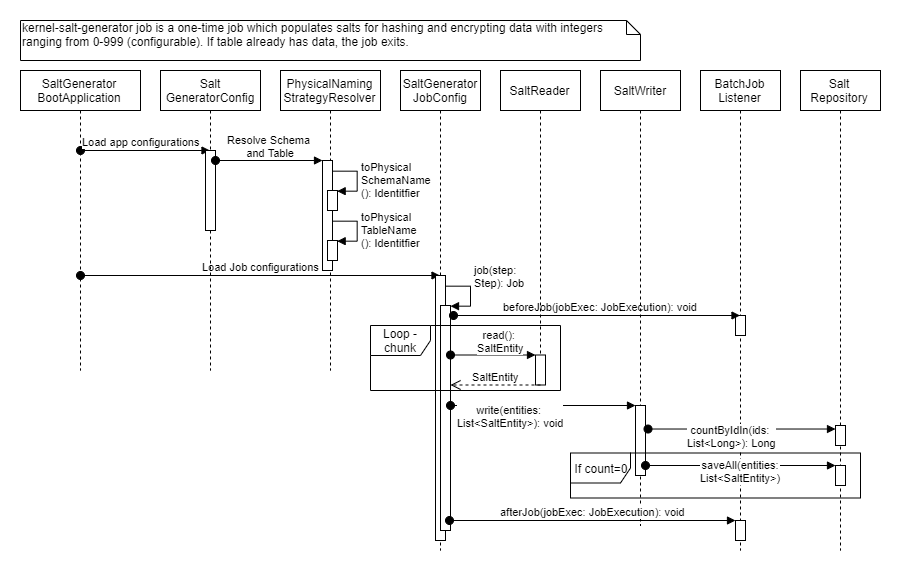 kernel-salt-generator job is a one-time job which populates salts for hashing and encrypting data with integers
ranging from 0-999 (configurable). If table already has data, the job exits.
SaltGenerator
BootApplication
Salt
GeneratorConfig
PhysicalNaming
StrategyResolver
SaltGenerator
JobConfig
SaltReader
SaltWriter
BatchJob
Listener
Salt
Repository
Load app configurations
Resolve Schema
and Table
toPhysical
SchemaName
(): Identitfier
toPhysical
TableName
(): Identitfier
Load Job configurations
job(step:
Step): Job
beforeJob(jobExec: JobExecution): void
Loop -
chunk
read():
SaltEntity
SaltEntity
write(entities:
List<SaltEntity>): void
countByIdIn(ids:
List<Long>): Long
If count=0
saveAll(entities:
List<SaltEntity>)
afterJob(jobExec: JobExecution): void